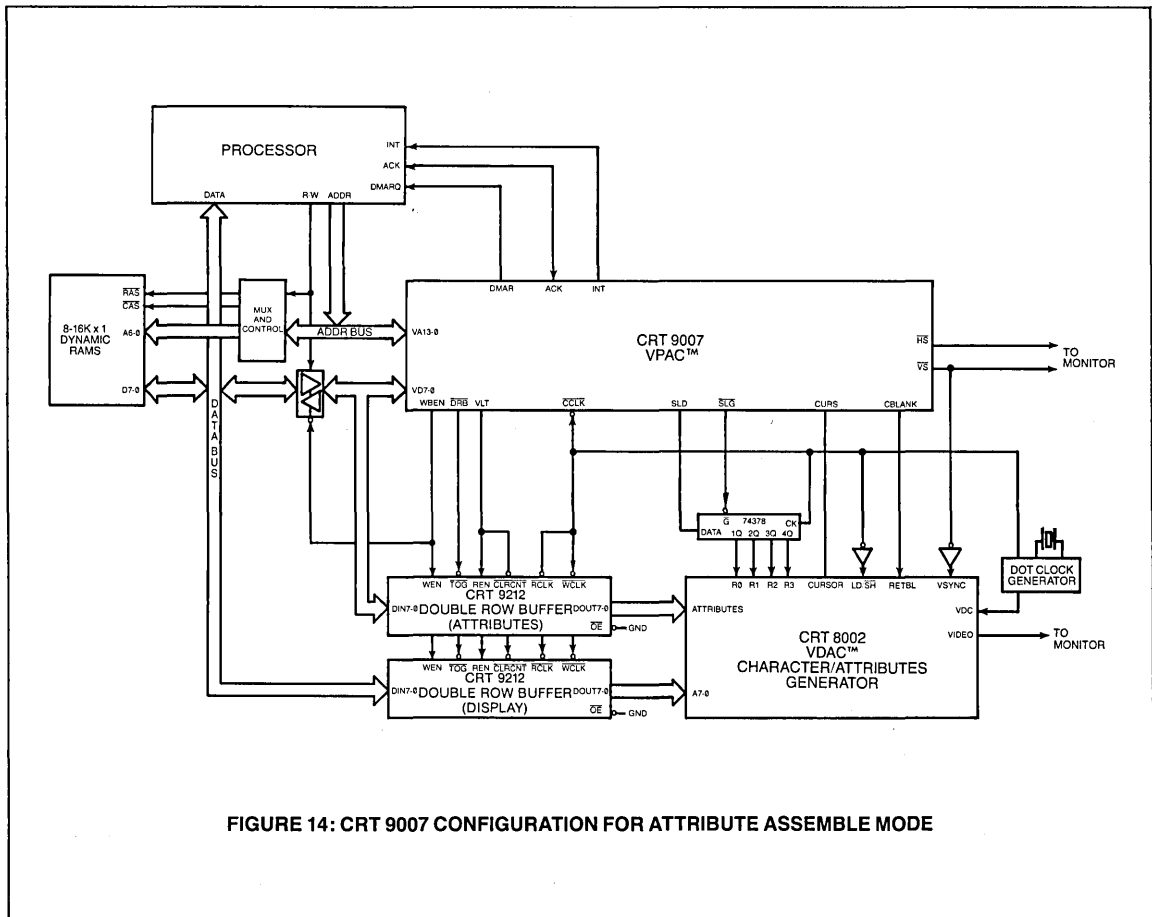 PROCESSOR
INT
ACK
DMARQ
DATA
R/W
ADDR
8-16K x 1
DYNAMIC
RAMS
RAS
CAS
A6-0
D7-0
MUX
AND
CONTROL
ADDR BUS
DATA BUS
DMAR
ACK
INT
VA13-0
VD7-0
CRT 9007
VPAC™
HS
VS
TO
MONITOR
WBEN
DRB
VLT
CCLK
SLD
SLG
CURS
CBLANK
G
74378
CK
DATA
1Q 2Q 3Q 4Q
DOT CLOCK
GENERATOR
WEN TOG REN CLRCNT RCLK WCLK
CRT 9212
DIN7-0 DOUBLE ROW BUFFER DOUT7-0
(ATTRIBUTES)
OE GND
WEN TOG REN CLRCNT RCLK WCLK
CRT 9212
DIN7-0 DOUBLE ROW BUFFER DOUT7-0
(DISPLAY)
OE GND
R0 R1 R2 R3 CURSOR LD SH RETBL VSYNC
ATTRIBUTES
VDC
VIDEO
A7-0
CRT 8002
VDAC™
CHARACTER/ATTRIBUTES
GENERATOR
TO
MONITOR
FIGURE 14: CRT 9007 CONFIGURATION FOR ATTRIBUTE ASSEMBLE MODE